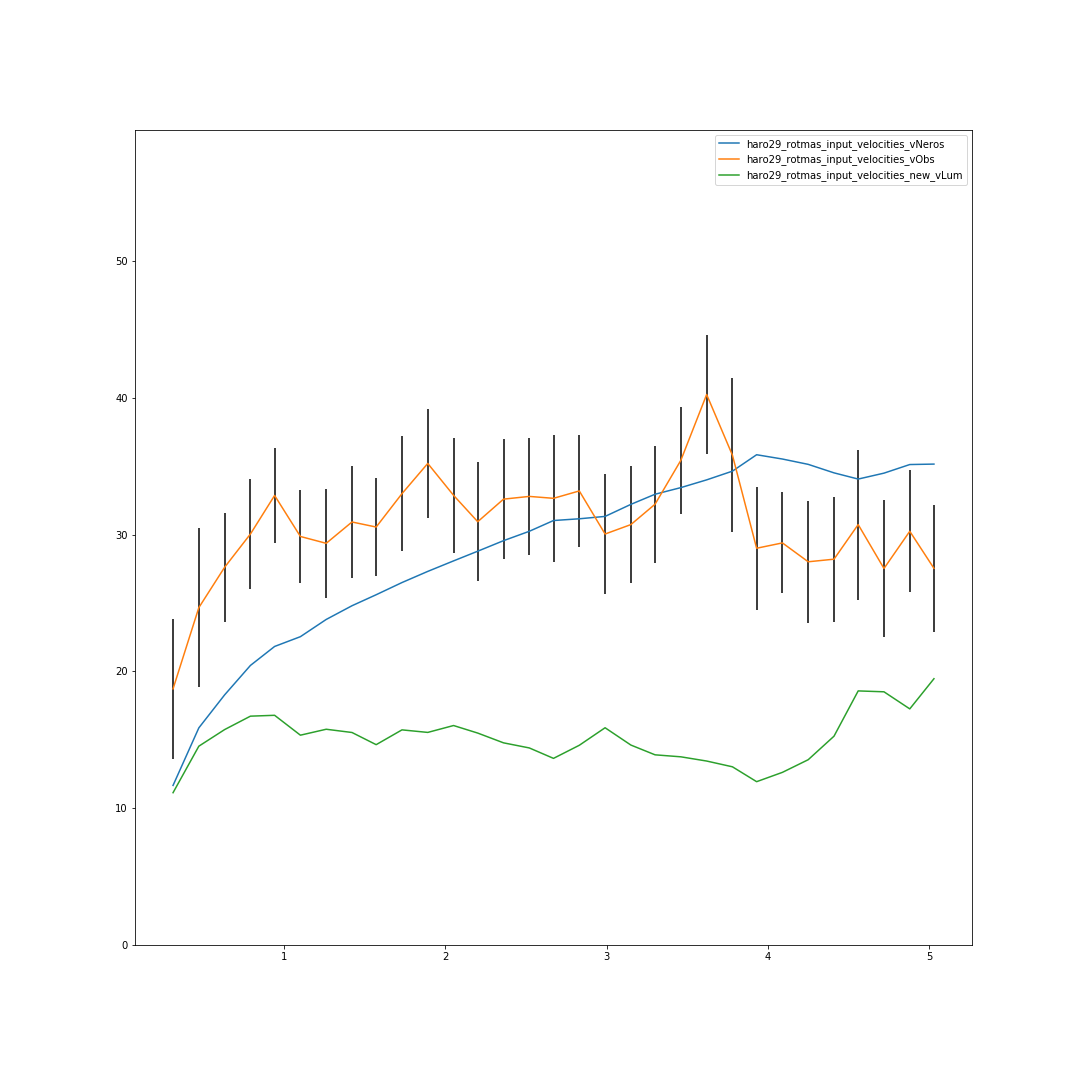 haro29_rotmas_input_velocities_vNeros
haro29_rotmas_input_velocities_vObs
haro29_rotmas_input_velocities_new_vLum
50
40
30
20
10
0
1 2 3 4 5